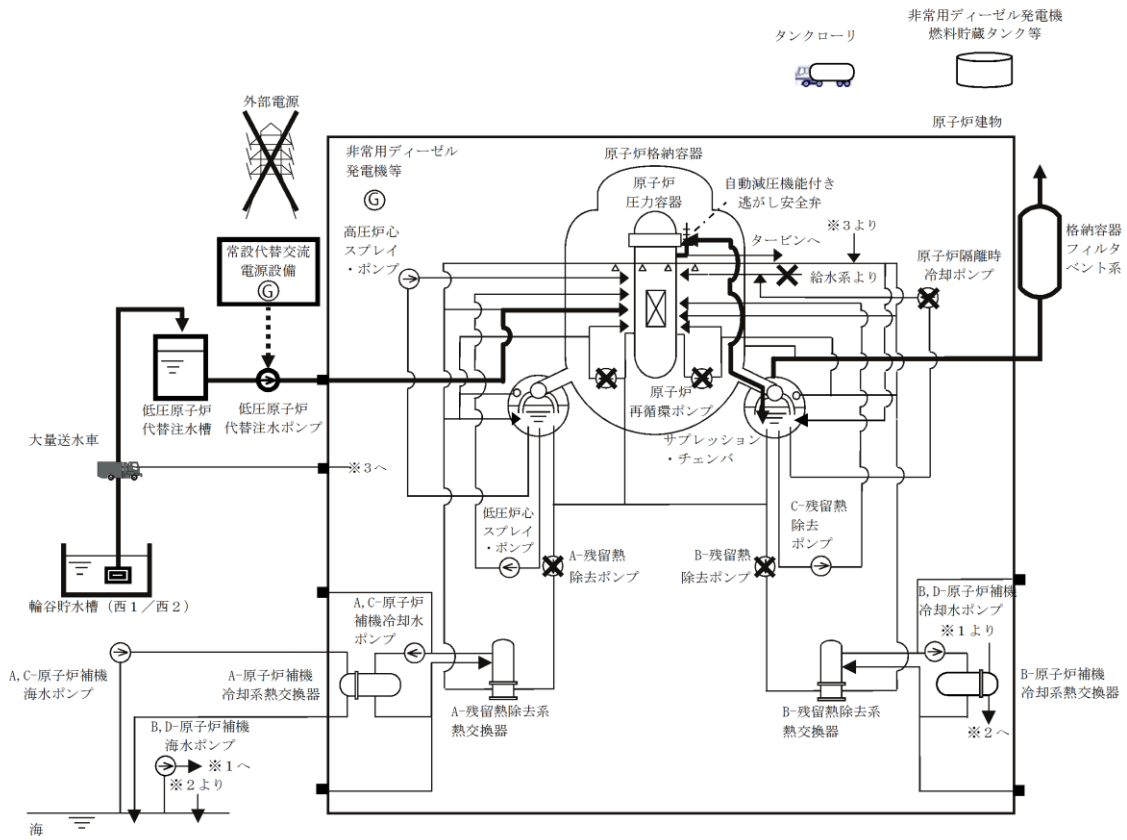 非常用ディーゼル発電機
燃料貯蔵タンク等
タンクローリ
外部電源
原子炉建物
非常用ディーゼル
発電機等
G
原子炉格納容器
原子炉
圧力容器
自動減圧機能付き
逃がし安全弁
高圧炉心
スプレイ
・ポンプ
※3より
タービンへ
給水系より
原子炉隔離時
冷却ポンプ
格納容器
フィルタ
ベント系
常設代替交流
電源設備
G
低圧原子炉
代替注水槽
低圧原子炉
代替注水ポンプ
原子炉
再循環ポンプ
サプレッション
・チェンバ
大量送水車
※3へ
低圧炉心
スプレイ
・ポンプ
C-残留熱
除去
ポンプ
A-残留熱
除去ポンプ
B-残留熱
除去ポンプ
輪谷貯水槽(西1/西2)
A,C-原子炉
補機冷却水
ポンプ
B,D-原子炉補機
冷却水ポンプ
※1より
A,C-原子炉補機
海水ポンプ
A-原子炉補機
冷却系熱交換器
B-原子炉補機
冷却系熱交換器
A-残留熱除去系
熱交換器
B-残留熱除去系
熱交換器
※2へ
B,D-原子炉補機
海水ポンプ
※1へ
※2より
海